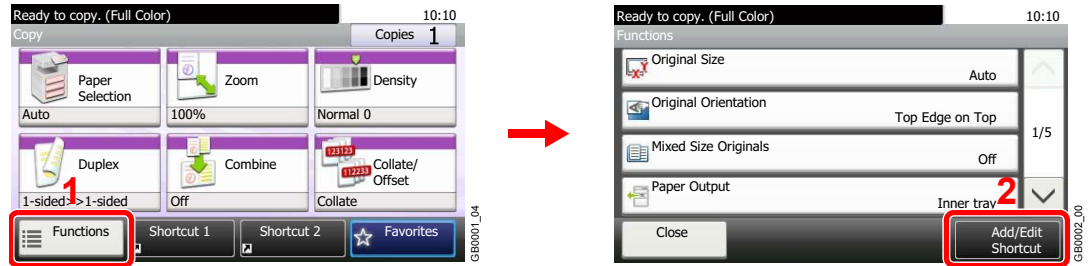 Ready to copy. (Full Color)
10:10
Copy
Copies 1
Paper
Selection
Auto
Zoom
100%
Density
Normal 0
Duplex
1-sided>>1-sided
Combine
Off
123123
112233
Collate/
Offset
Collate
1
Functions
Shortcut 1
Shortcut 2
Favorites
GB0001_04
Ready to copy. (Full Color)
10:10
Functions
Original Size
Auto
Original Orientation
Top Edge on Top
Mixed Size Originals
Off
Paper Output
Inner tray
1/5
2
Close
Add/Edit
Shortcut
GB0002_00